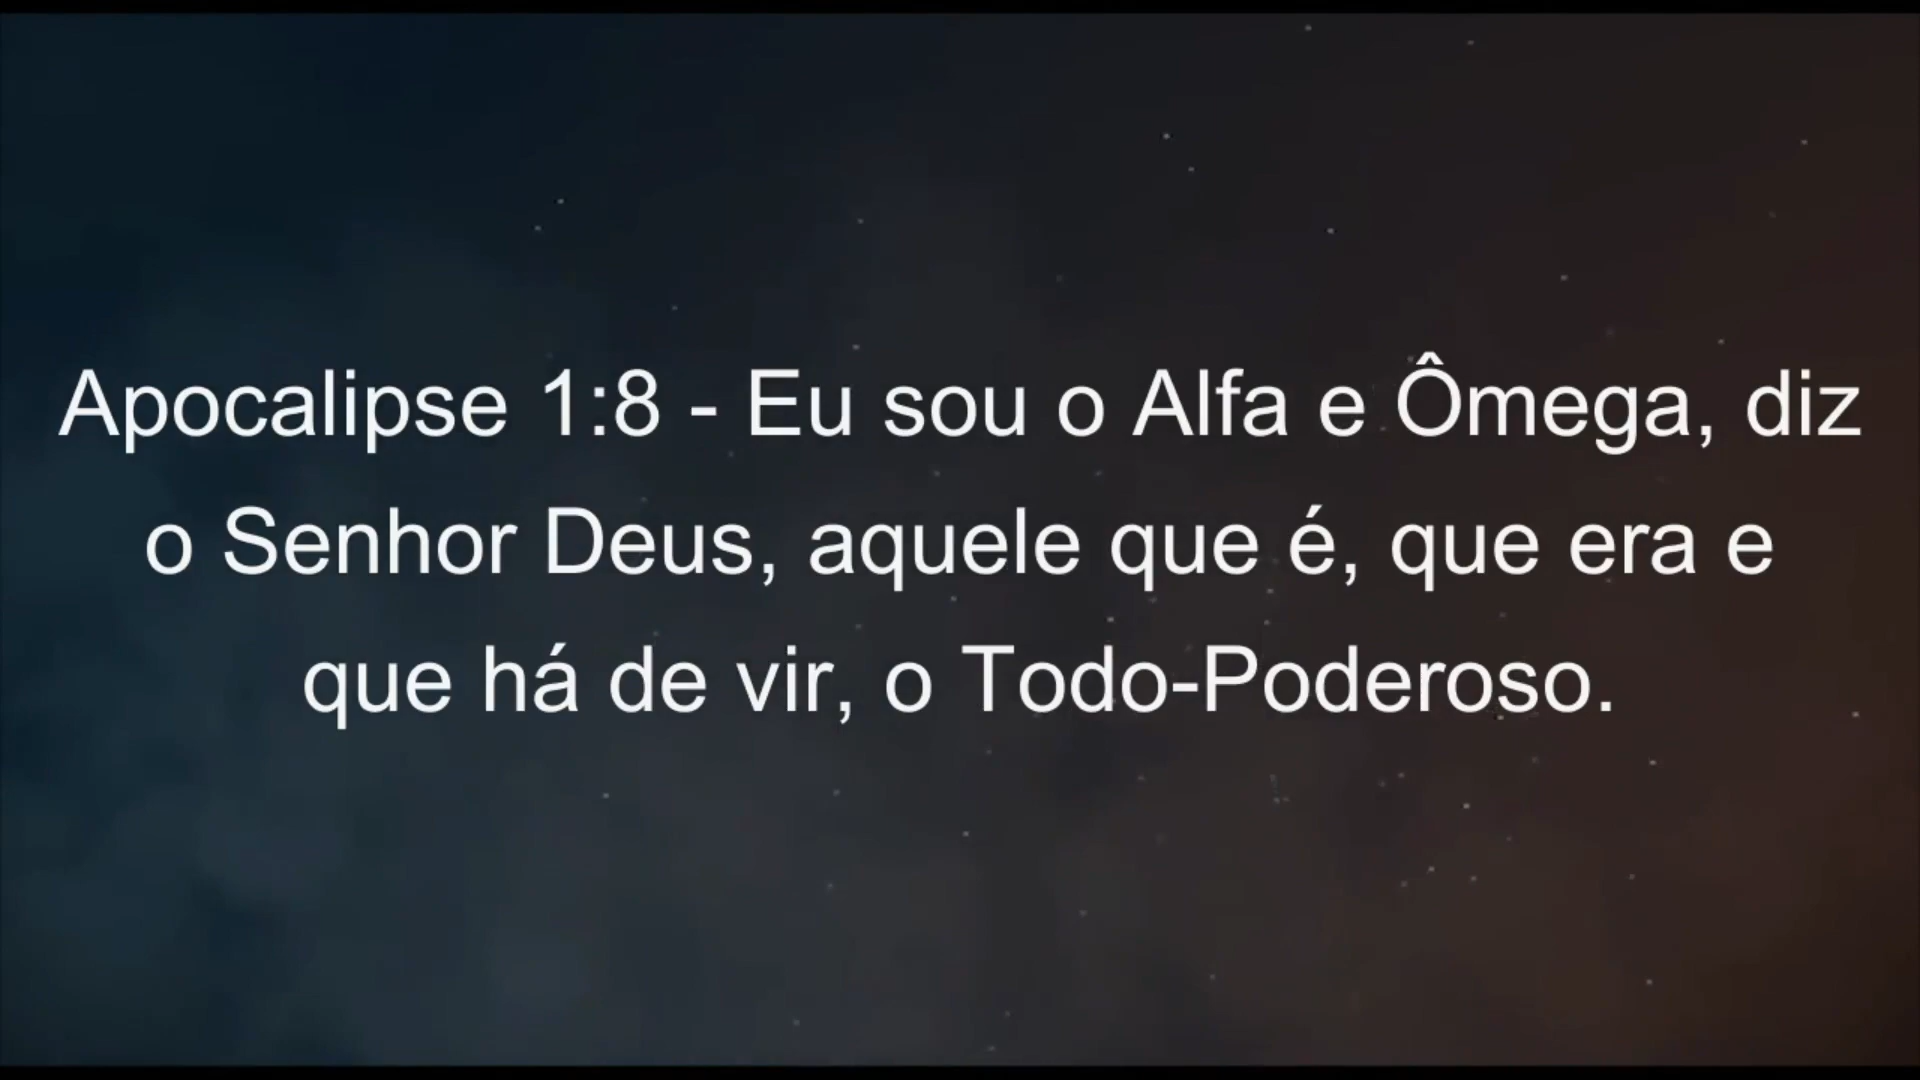 Apocalipse 1:8 - Eu sou o Alfa e Ômega, diz
o Senhor Deus, aquele que é, que era e
que há de vir, o Todo-Poderoso.